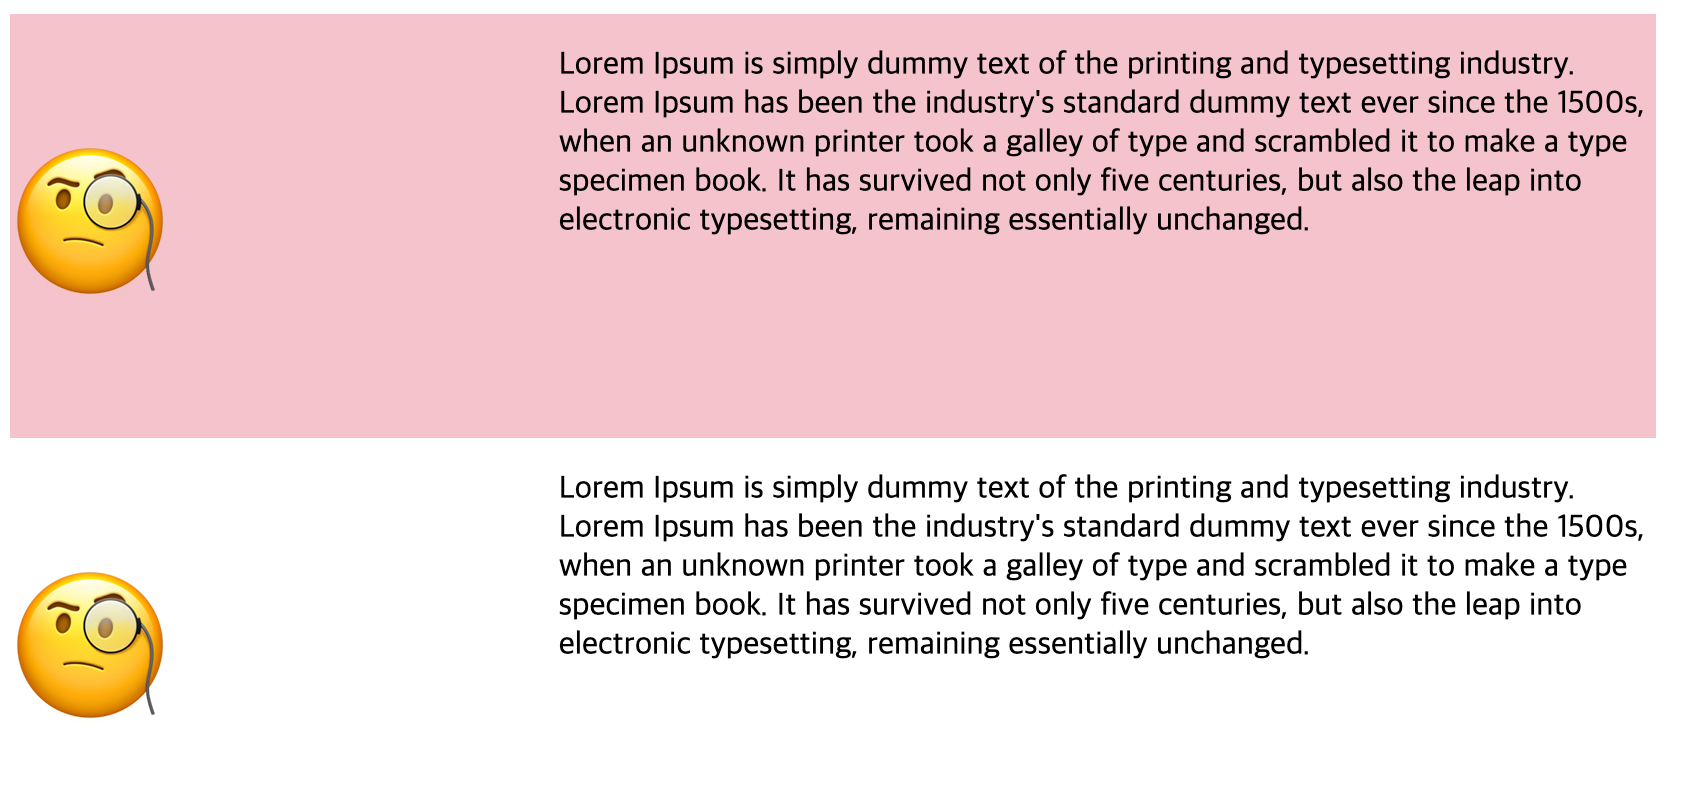 Lorem Ipsum is simply dummy text of the printing and typesetting industry.
Lorem Ipsum has been the industry's standard dummy text ever since the 1500s,
when an unknown printer took a galley of type and scrambled it to make a type
specimen book. It has survived not only five centuries, but also the leap into
electronic typesetting, remaining essentially unchanged.
Lorem Ipsum is simply dummy text of the printing and typesetting industry.
Lorem Ipsum has been the industry's standard dummy text ever since the 1500s,
when an unknown printer took a galley of type and scrambled it to make a type
specimen book. It has survived not only five centuries, but also the leap into
electronic typesetting, remaining essentially unchanged.